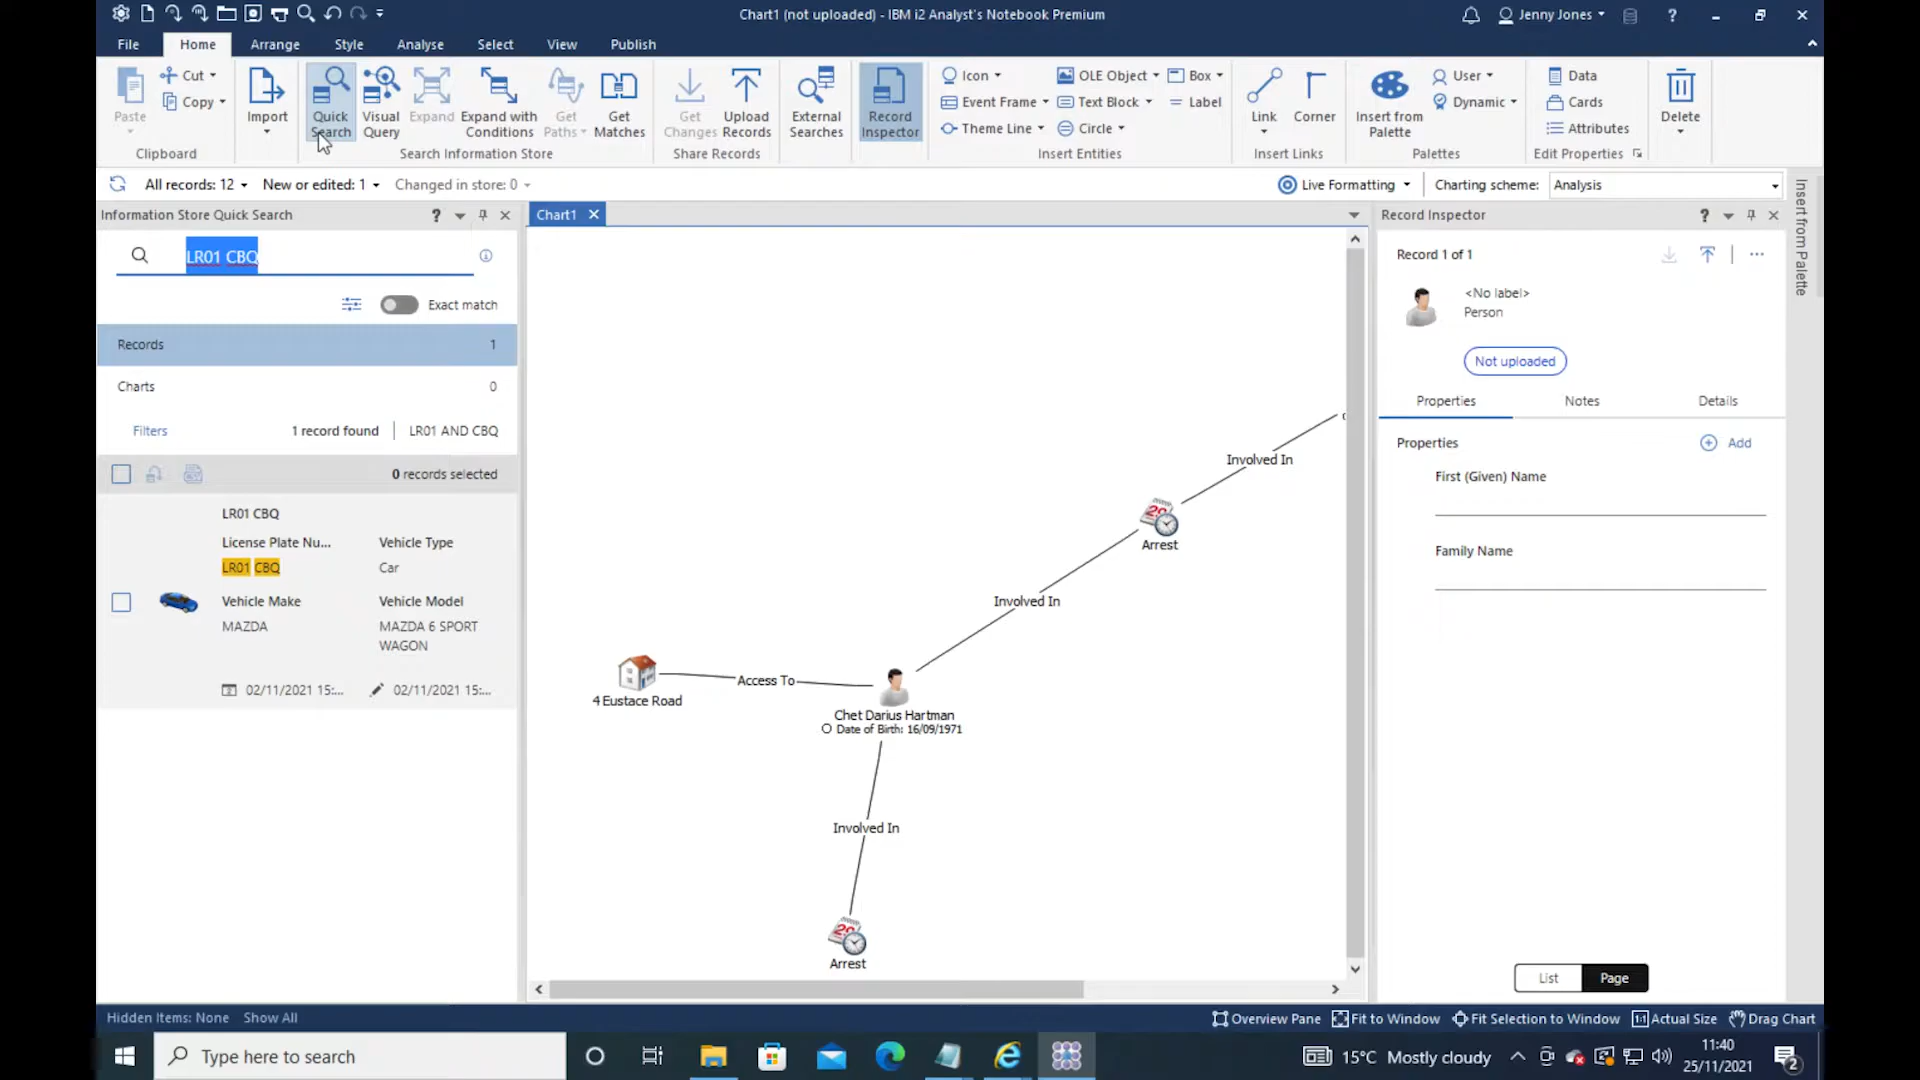 Chart1 (not uploaded) - IBM i2 Analyst's Notebook Premium
Jenny Jones
?
File Home Arrange Style Analyse Select View Publish
Paste
Cut
Copy
Clipboard
Import
Quick Search
Visual Query
Expand
Expand with Conditions
Get Paths
Get Matches
Search Information Store
Get Changes
Upload Records
Share Records
External Searches
Record Inspector
Icon
Event Frame
Theme Line
OLE Object
Text Block
Circle
Box
Label
Insert Entities
Link
Corner
Insert Links
Insert from Palette
User
Dynamic
Palettes
Data
Cards
Attributes
Edit Properties
Delete
All records: 12
New or edited: 1
Changed in store: 0
Live Formatting
Charting scheme:
Analysis
Insert from Palette
Information Store Quick Search
?
LR01 CBQ
Exact match
Records 1
Charts 0
Filters
1 record found
LR01 AND CBQ
0 records selected
LR01 CBQ
License Plate Nu... Vehicle Type
LR01 CBQ Car
Vehicle Make Vehicle Model
MAZDA MAZDA 6 SPORT
WAGON
02/11/2021 15:... 02/11/2021 15:...
Chart1
Involved In
Arrest
Involved In
4 Eustace Road
Access To
Chet Darius Hartman
Date of Birth: 16/09/1971
Involved In
Arrest
Record Inspector
?
Record 1 of 1
<No label>
Person
Not uploaded
Properties Notes Details
Properties
Add
First (Given) Name
Family Name
List Page
Hidden Items: None Show All
Overview Pane
Fit to Window
Fit Selection to Window
1:1 Actual Size
Drag Chart
Type here to search
15°C Mostly cloudy
11:40
25/11/2021
2